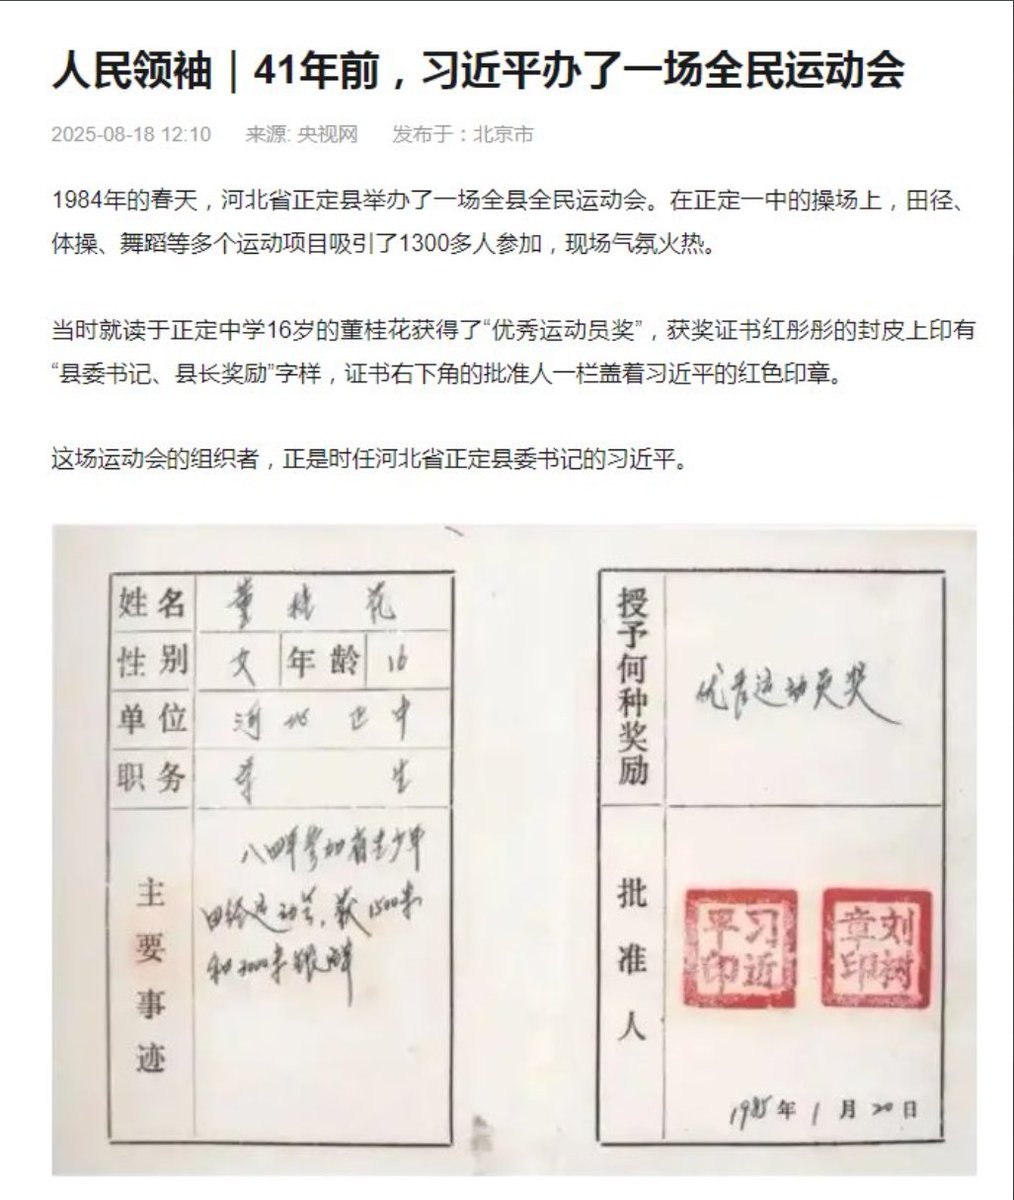 人民领袖｜41年前，习近平办了一场全民运动会
2025-08-18 12:10 来源: 央视网 发布于：北京市
1984年的春天，河北省正定县举办了一场全县全民运动会。在正定一中的操场上，田径、
体操、舞蹈等多个运动项目吸引了1300多人参加，现场气氛火热。
当时就读于正定中学16岁的董桂花获得了“优秀运动员奖”，获奖证书红彤彤的封皮上印有
“县委书记、县长奖励”字样，证书右下角的批准人一栏盖着习近平的红色印章。
这场运动会的组织者，正是时任河北省正定县委书记的习近平。
姓名 董桂花
性别 女 年龄 16
单位 河北正中
职务 学生
主要事迹
八四年参加省青少年
田径运动会，获1500米
和3000米银牌
授予何种奖励
优秀运动员奖
批准人
习近平印
刘树章印
1985年1月20日